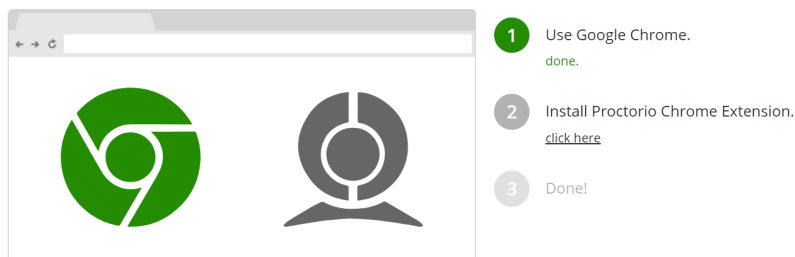 1 Use Google Chrome.
done.
2 Install Proctorio Chrome Extension.
click here
3 Done!